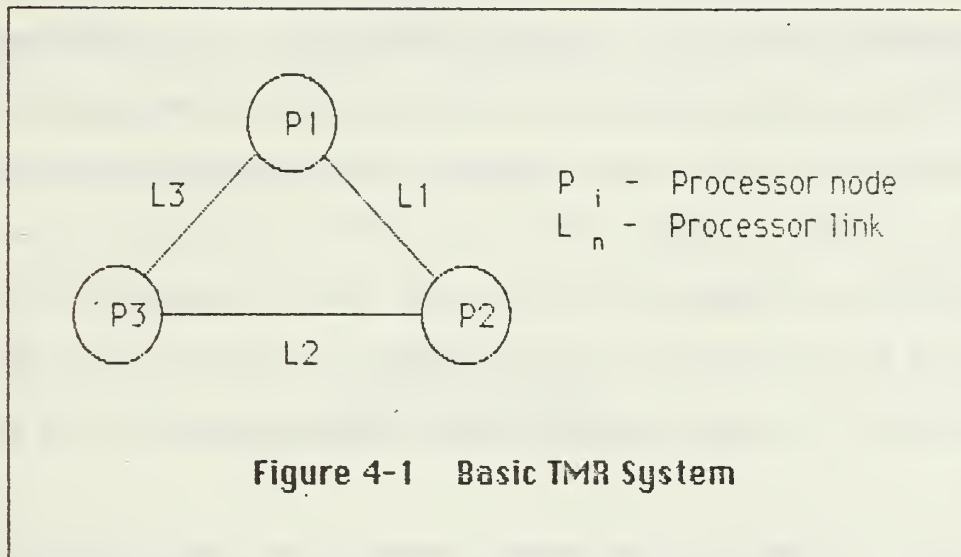 P1
L3
L1
P i - Processor node
L n - Processor link
P3
P2
L2
Figure 4-1 Basic TMR System